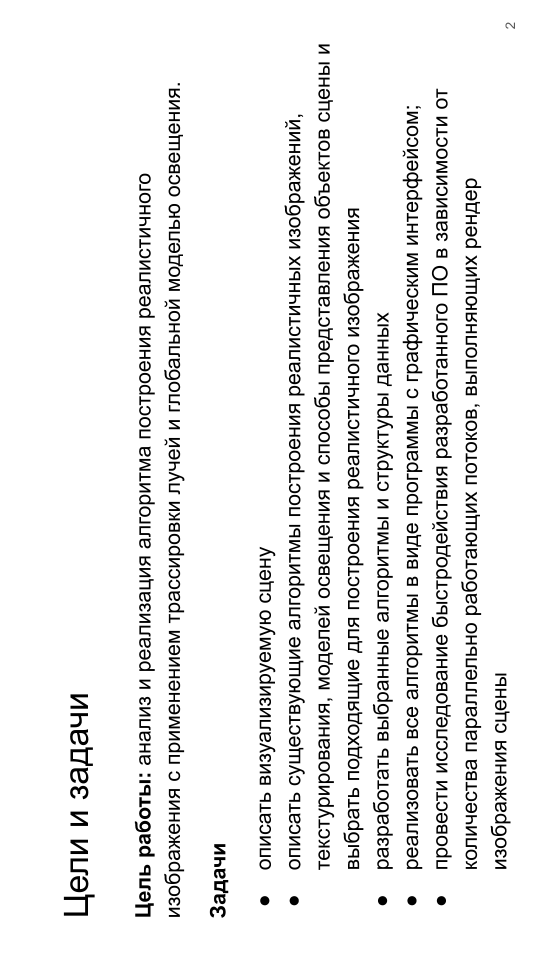 Цели и задачи
Цель работы: анализ и реализация алгоритма построения реалистичного
изображения с применением трассировки лучей и глобальной моделью освещения.
Задачи
● описать визуализируемую сцену
● описать существующие алгоритмы построения реалистичных изображений,
текстурирования, моделей освещения и способы представления объектов сцены и
выбрать подходящие для построения реалистичного изображения
● разработать выбранные алгоритмы и структуры данных
● реализовать все алгоритмы в виде программы с графическим интерфейсом;
● провести исследование быстродействия разработанного ПО в зависимости от
количества параллельно работающих потоков, выполняющих рендер
изображения сцены
2